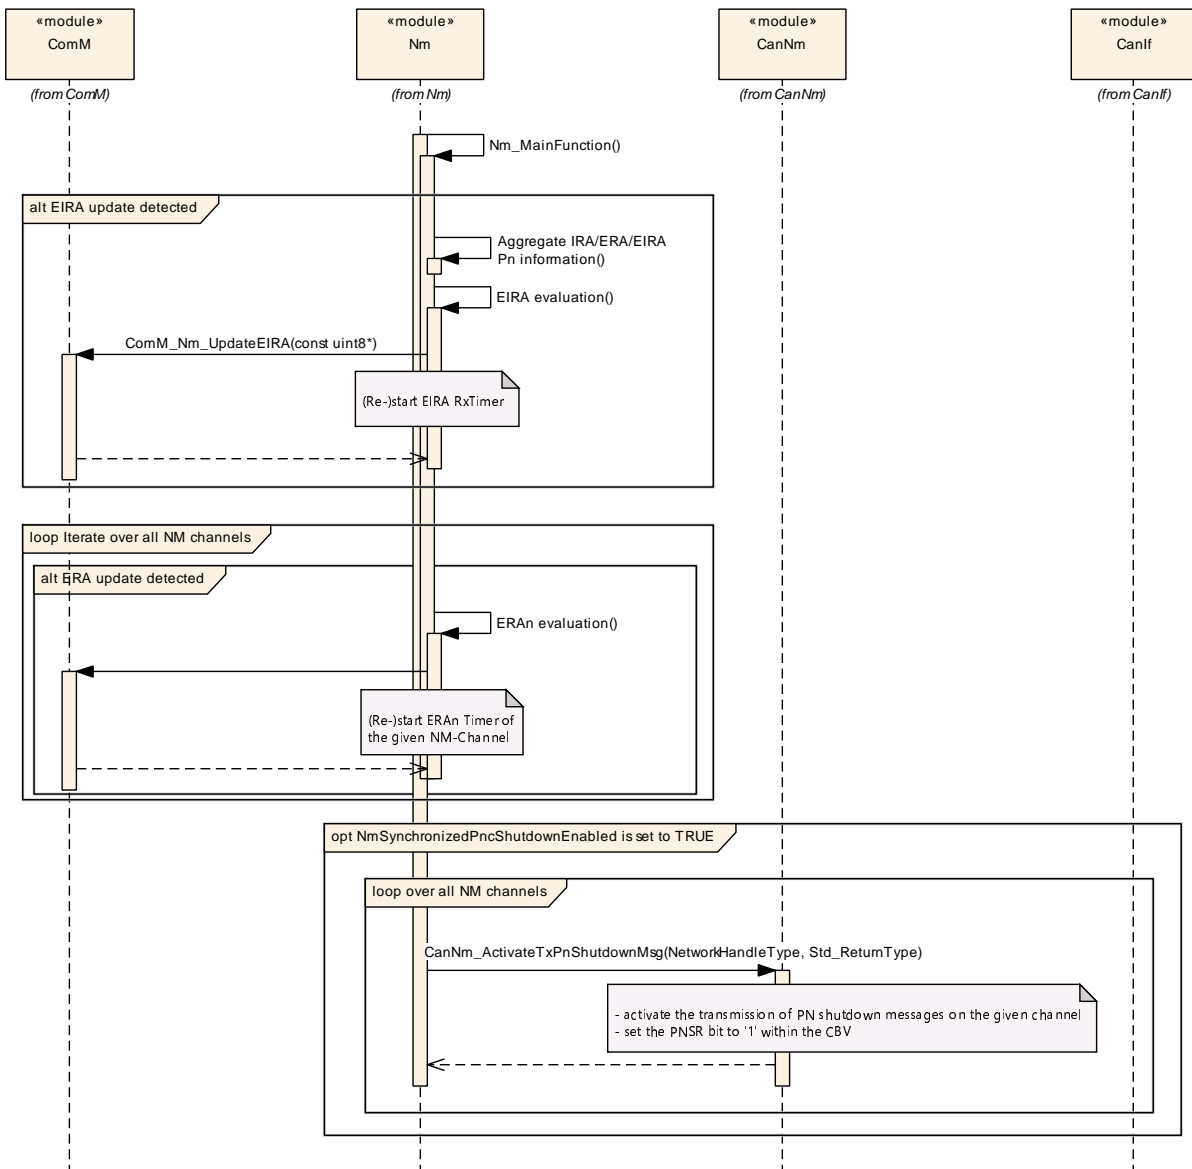 «module»
ComM
(from ComM)
«module»
Nm
(from Nm)
«module»
CanNm
(from CanNm)
«module»
CanIf
(from CanIf)
Nm_MainFunction()
alt EIRA update detected
Aggregate IRA/ERA/EIRA
Pn information()
EIRA evaluation()
ComM_Nm_UpdateEIRA(const uint8*)
(Re-)start EIRA RxTimer
loop Iterate over all NM channels
alt ERA update detected
ERAn evaluation()
(Re-)start ERAn Timer of
the given NM-Channel
opt NmSynchronizedPncShutdownEnabled is set to TRUE
loop over all NM channels
CanNm_ActivateTxPnShutdownMsg(NetworkHandleType, Std_ReturnType)
- activate the transmission of PN shutdown messages on the given channel
- set the PNSR bit to '1' within the CBV